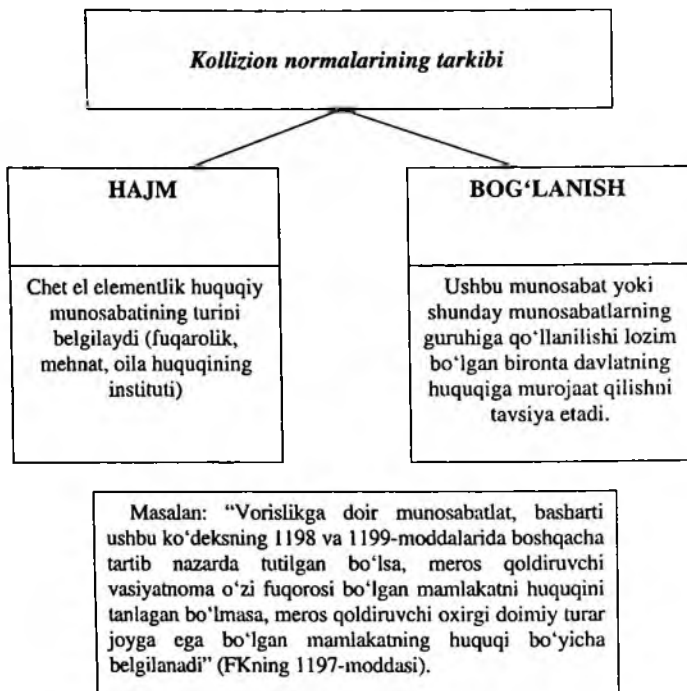 Kollizion normalarining tarkibi
HAJM
Chet el elementlik huquqiy
munosabatining turini
belgilaydi (fuqarolik,
mehnat, oila huquqining
instituti)
BOG‘LANISH
Ushbu munosabat yoki
shunday munosabatlarning
guruhiga qo‘llanilishi lozim
bo‘lgan bironta davlatning
huquqiga murojaat qilishni
tavsiya etadi.
Masalan: “Vorislikga doir munosabatlat, basharti
ushbu ko‘deksning 1198 va 1199-moddalarida boshqacha
tartib nazarda tutilgan bo‘lsa, meros qoldiruvchi
vasiyatnoma o‘zi fuqorosi bo‘lgan mamlakatni huquqini
tanlagan bo‘lmasa, meros qoldiruvchi oxirgi doimiy turar
joyga ega bo‘lgan mamlakatning huquqi bo‘yicha
belgilanadi” (FKning 1197-moddasi).